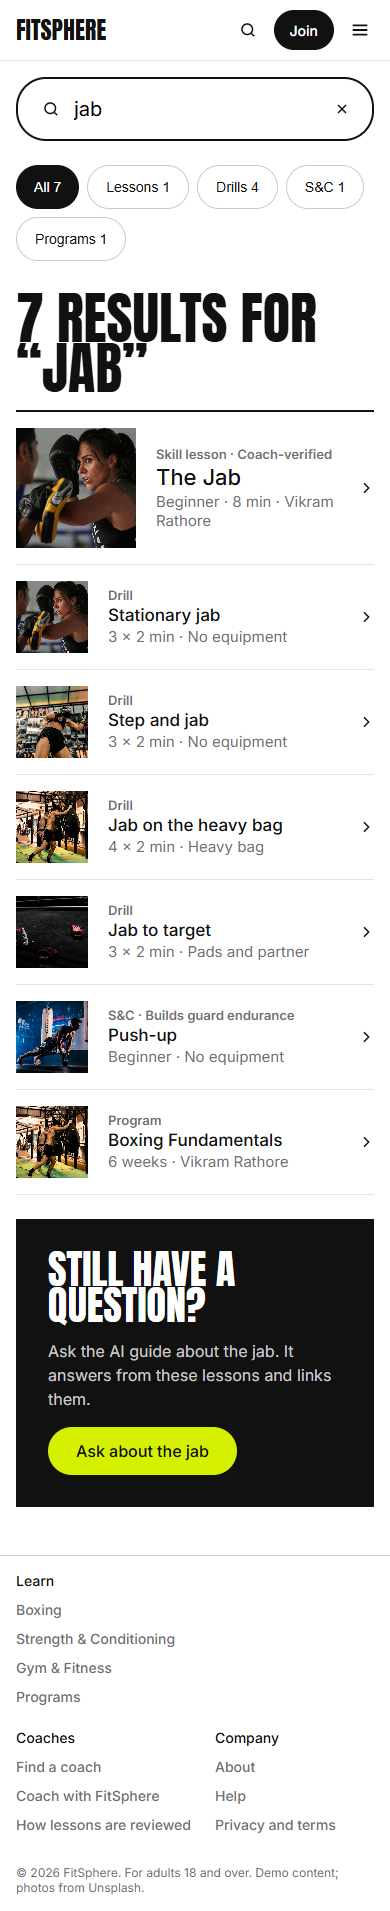 FITSPHERE
Join
jab
All 7
Lessons 1
Drills 4
S&C 1
Programs 1
7 RESULTS FOR
“JAB”
Skill lesson · Coach-verified
The Jab
Beginner · 8 min · Vikram
Rathore
Drill
Stationary jab
3 × 2 min · No equipment
Drill
Step and jab
3 × 2 min · No equipment
Drill
Jab on the heavy bag
4 × 2 min · Heavy bag
Drill
Jab to target
3 × 2 min · Pads and partner
S&C · Builds guard endurance
Push-up
Beginner · No equipment
Program
Boxing Fundamentals
6 weeks · Vikram Rathore
STILL HAVE A
QUESTION?
Ask the AI guide about the jab. It
answers from these lessons and links
them.
Ask about the jab
Learn
Boxing
Strength & Conditioning
Gym & Fitness
Programs
Coaches
Find a coach
Coach with FitSphere
How lessons are reviewed
Company
About
Help
Privacy and terms
© 2026 FitSphere. For adults 18 and over. Demo content;
photos from Unsplash.